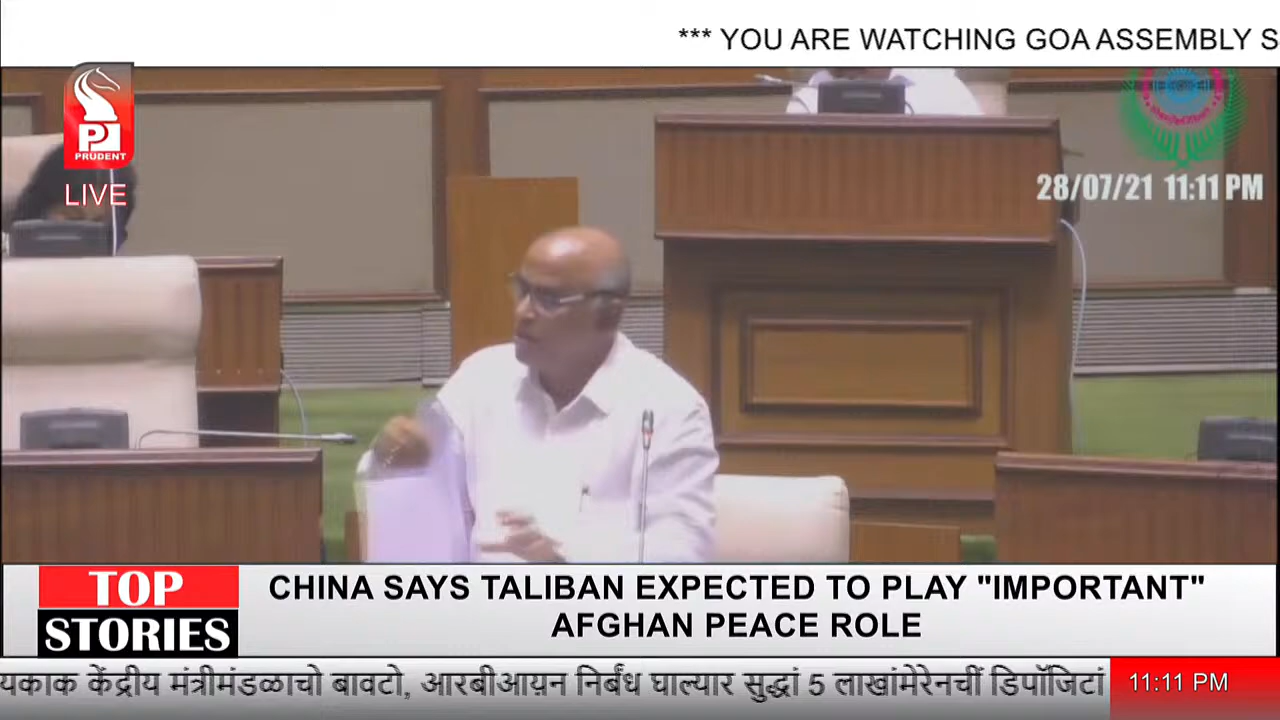 *** YOU ARE WATCHING GOA ASSEMBLY S
PRUDENT
LIVE
28/07/21 11:11 PM
TOP
STORIES
CHINA SAYS TALIBAN EXPECTED TO PLAY "IMPORTANT"
AFGHAN PEACE ROLE
यकाक केंद्रीय मंत्रीमंडळाचो बावटो, आरबीआयन निर्बंध घाल्यार सुद्धां 5 लाखांमेरेनचीं डिपॉजिटां
11:11 PM